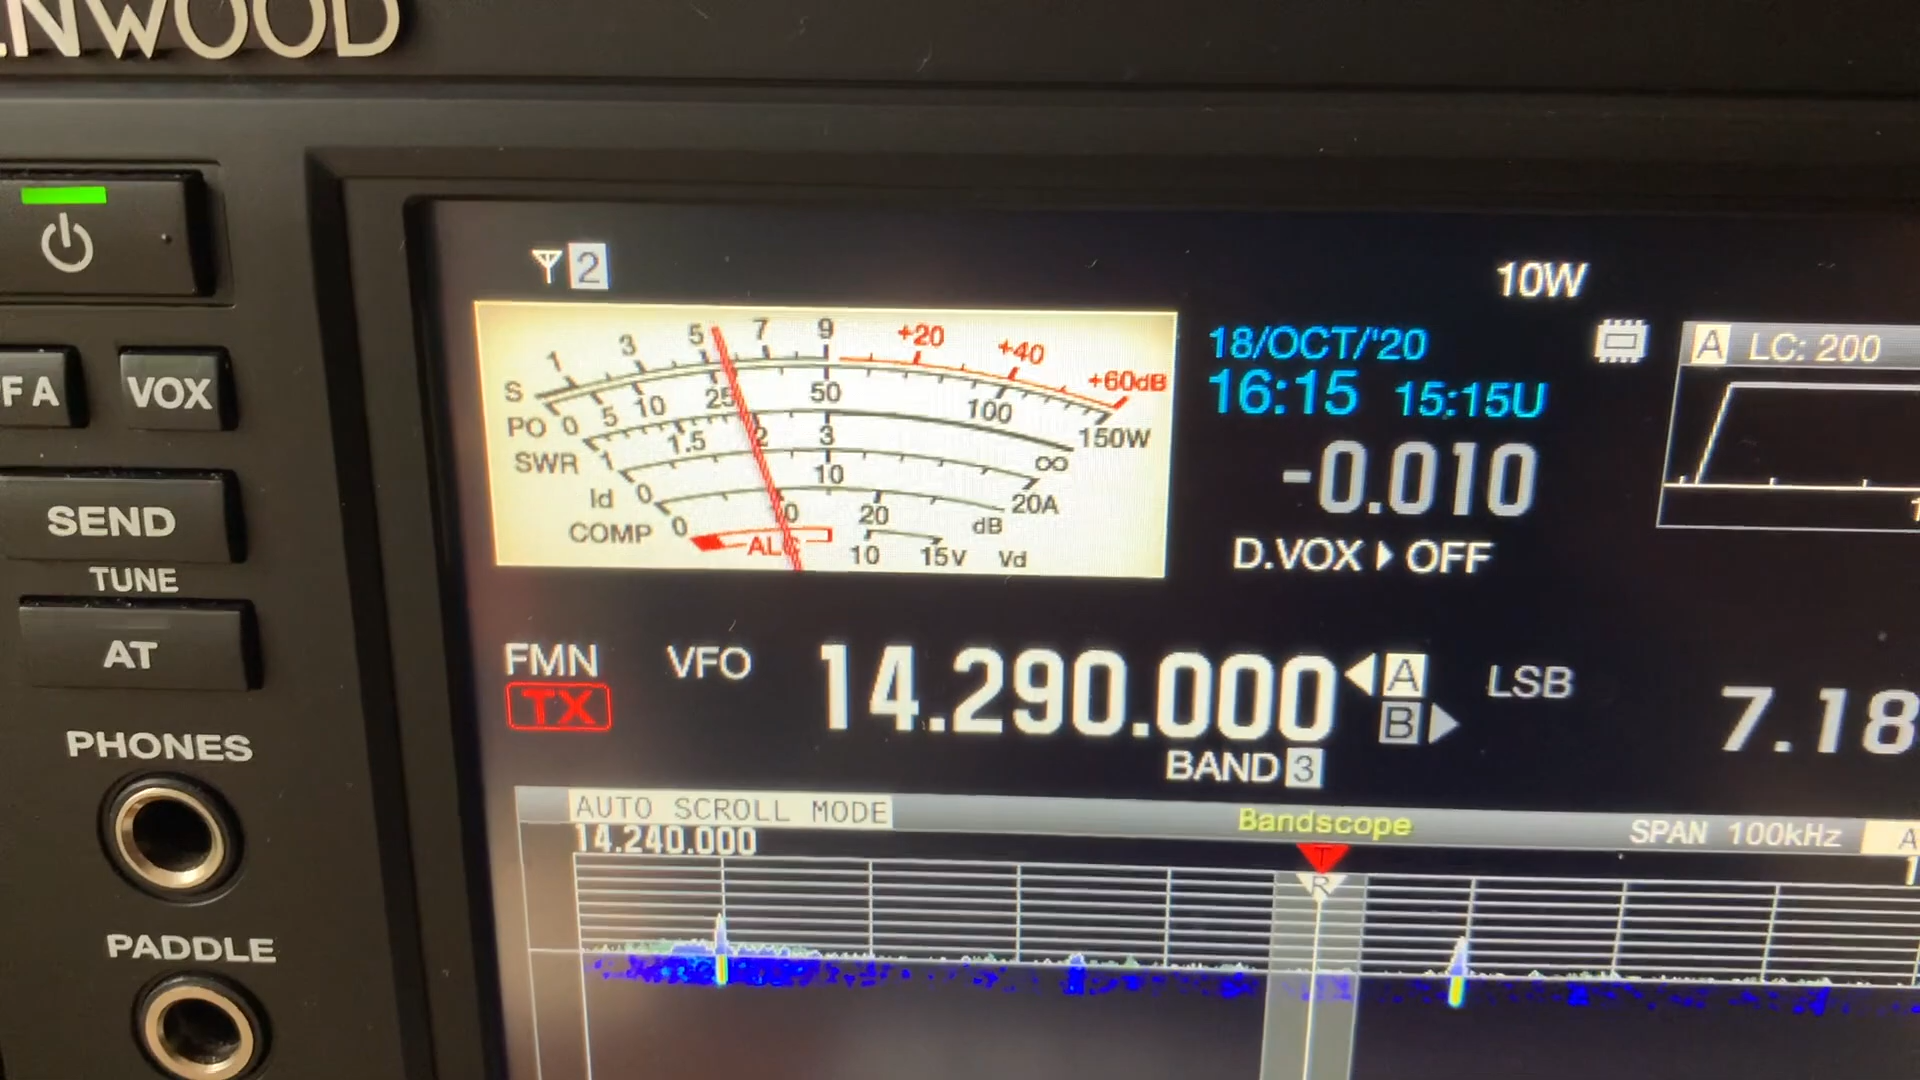 NWOOD
2
10W
1 3 5 7 9 +20 +40 +60dB
S
PO 0 5 10 25 50 100 150W
SWR 1 1.5 2 3 ∞
Id 0 10 20A
COMP 0 20 dB
ALC 10 15V Vd
18/OCT/'20
16:15 15:15U
-0.010
D.VOX OFF
A LC: 200
F A
VOX
SEND
TUNE
AT
PHONES
PADDLE
FMN VFO 14.290.000 A LSB
TX B 7.18
BAND 3
AUTO SCROLL MODE Bandscope SPAN 100kHz A
14.240.000
T
R